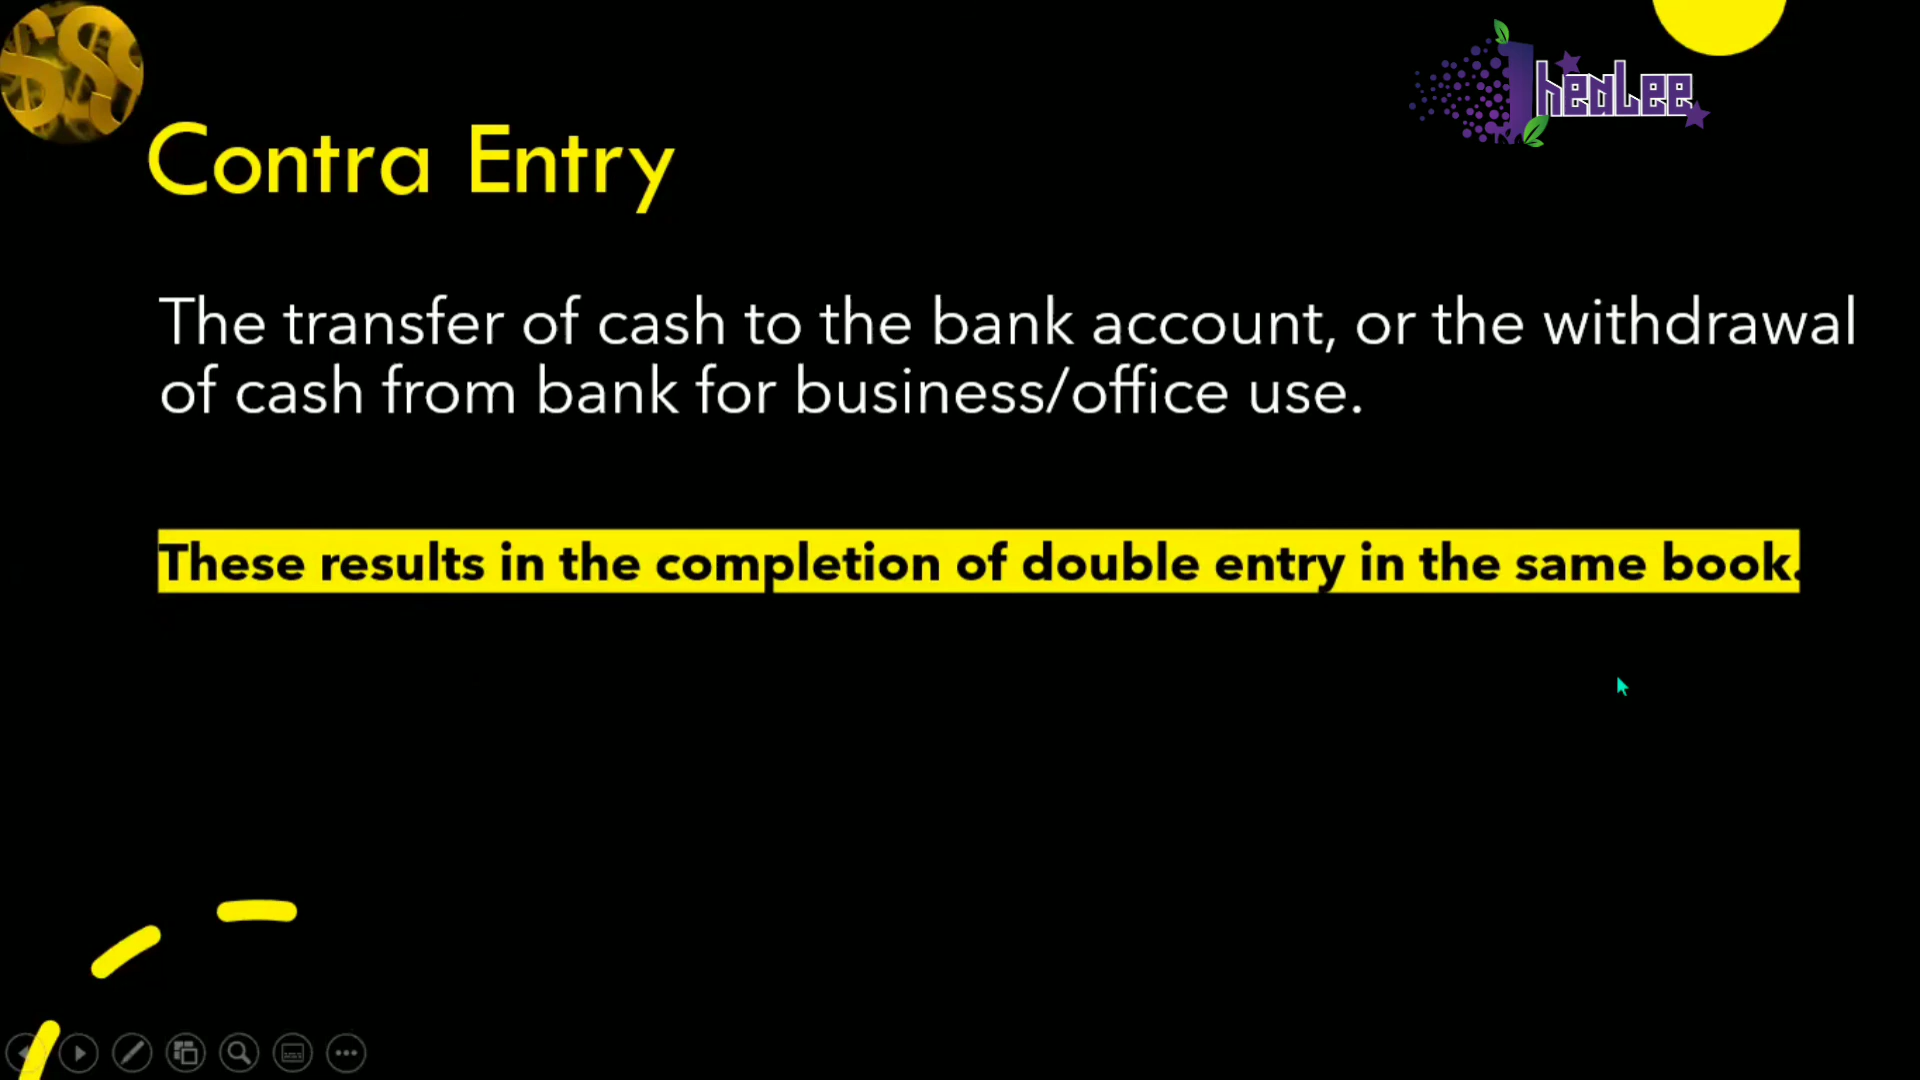 1heaLee
Contra Entry
The transfer of cash to the bank account, or the withdrawal
of cash from bank for business/office use.
These results in the completion of double entry in the same book.